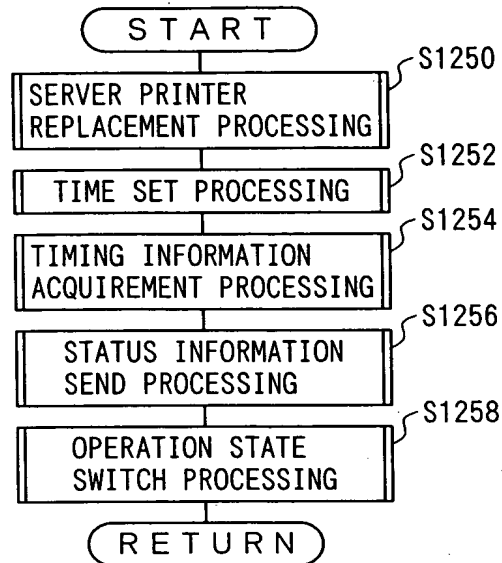 START
S1250
SERVER PRINTER
REPLACEMENT PROCESSING
S1252
TIME SET PROCESSING
S1254
TIMING INFORMATION
ACQUIREMENT PROCESSING
S1256
STATUS INFORMATION
SEND PROCESSING
S1258
OPERATION STATE
SWITCH PROCESSING
RETURN